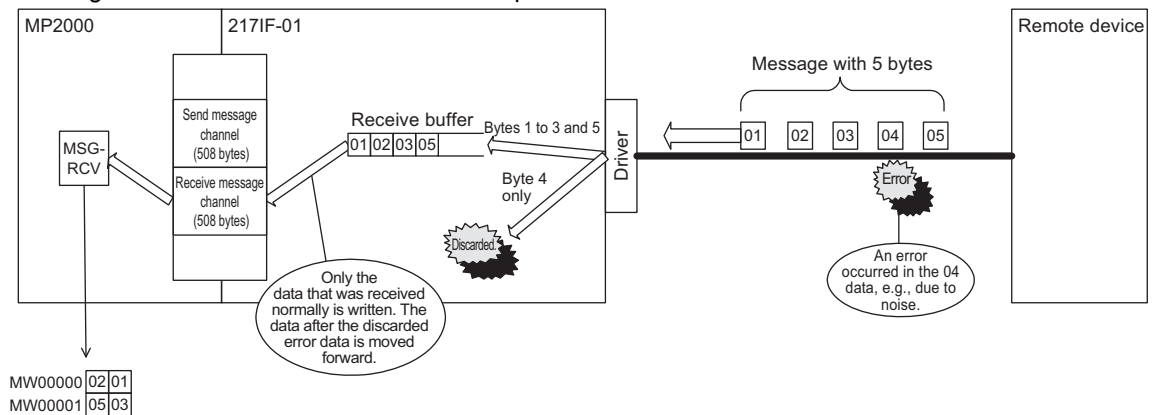 MP2000
217IF-01
Remote device
Message with 5 bytes
Send message
channel
(508 bytes)
Receive buffer
Bytes 1 to 3 and 5
01
02
03
04
05
MSG-
RCV
01 02 03 05
Driver
Receive message
channel
(508 bytes)
Byte 4
only
Error
Discarded.
Only the
data that was received
normally is written. The
data after the discarded
error data is moved
forward.
An error
occurred in the 04
data, e.g., due to
noise.
MW00000 02 01
MW00001 05 03